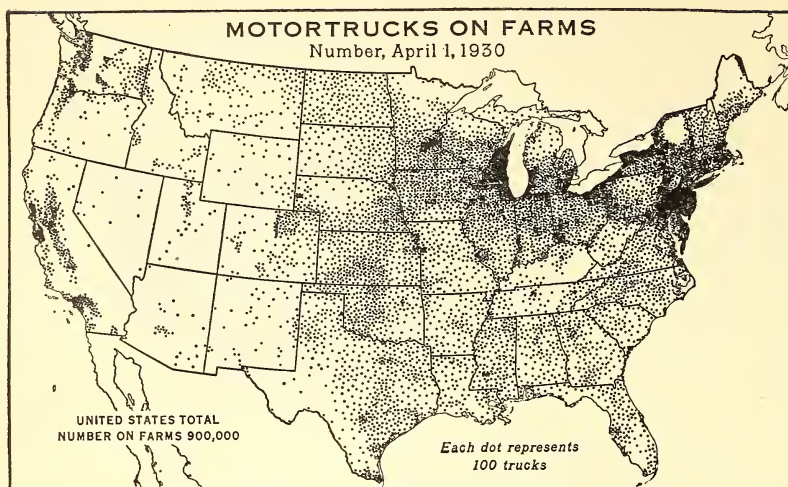 MOTORTRUCKS ON FARMS
Number, April 1, 1930
UNITED STATES TOTAL
NUMBER ON FARMS 900,000
Each dot represents
100 trucks